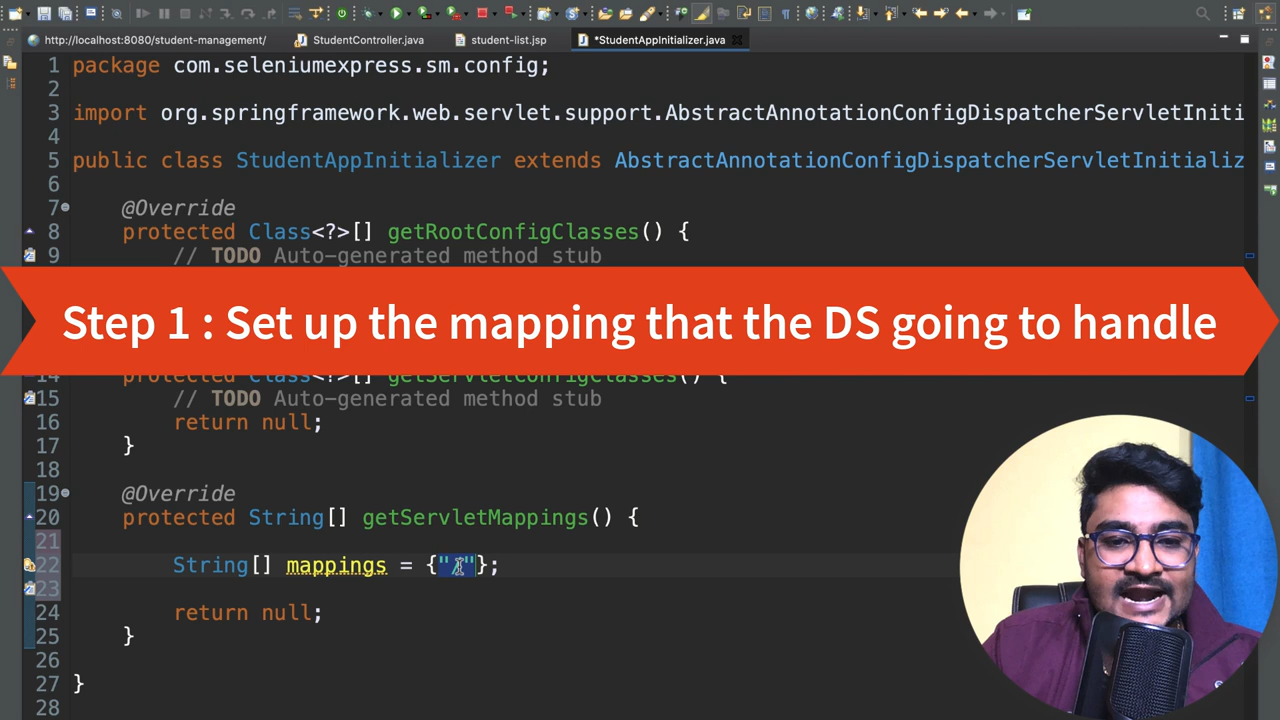 http://localhost:8080/student-management/
StudentController.java
student-list.jsp
*StudentAppInitializer.java
1 package com.seleniumexpress.sm.config;
2
3 import org.springframework.web.servlet.support.AbstractAnnotationConfigDispatcherServletIniti
4
5 public class StudentAppInitializer extends AbstractAnnotationConfigDispatcherServletInitializ
6
7 @Override
8 protected Class<?>[] getRootConfigClasses() {
9 // TODO Auto-generated method stub
Step 1 : Set up the mapping that the DS going to handle
14 protected Class<?>[] getServletConfigClasses() {
15 // TODO Auto-generated method stub
16 return null;
17 }
18
19 @Override
20 protected String[] getServletMappings() {
21
22 String[] mappings = {"/"};
23
24 return null;
25 }
26
27 }
28